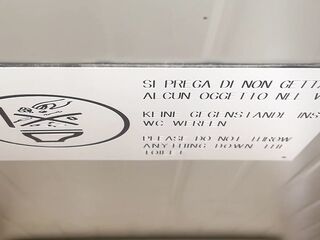 SI PREGA DI NON GETTA
ALCUN OGGETTO NEL W
KEINE GEGENSTANDE INS
WC WERFEN
PLEASE DO NOT THROW
ANYTHING DOWN THE
TOILET